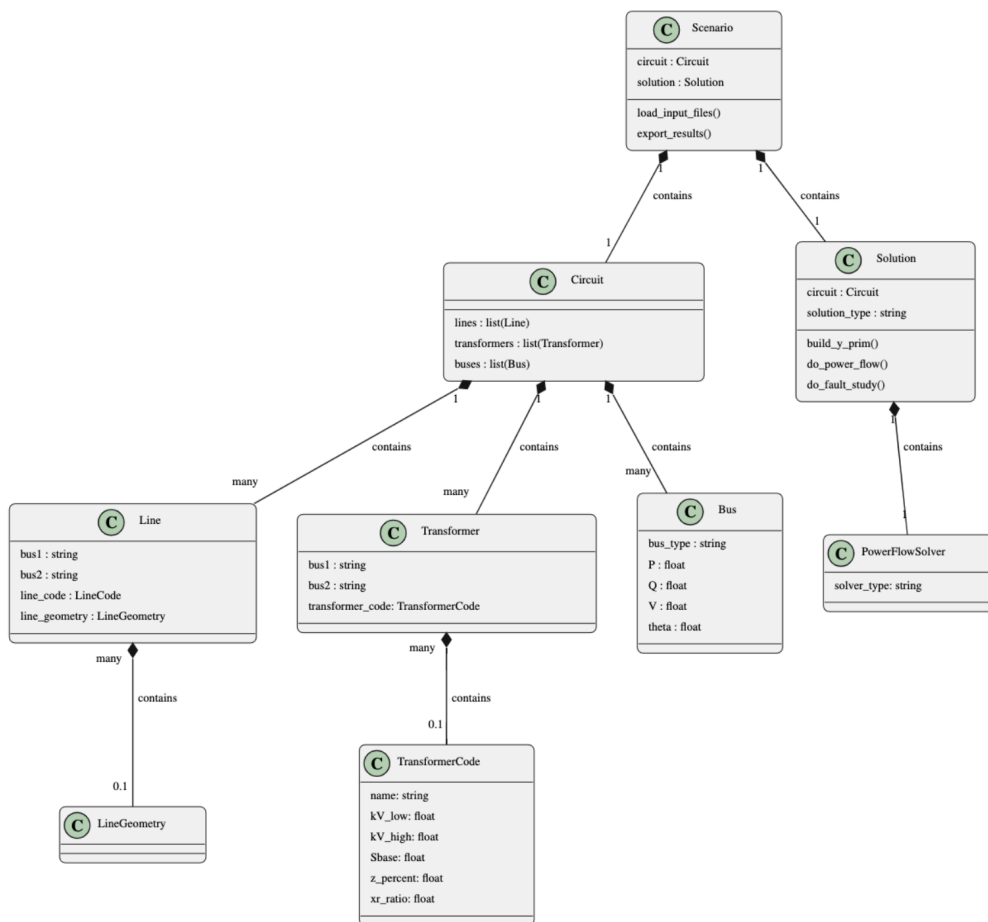 C Scenario
circuit : Circuit
solution : Solution
load_input_files()
export_results()
1
1
contains
contains
1
1
C Circuit
lines : list(Line)
transformers : list(Transformer)
buses : list(Bus)
C Solution
circuit : Circuit
solution_type : string
build_y_prim()
do_power_flow()
do_fault_study()
1
1
1
1
contains
contains
contains
contains
many
many
many
1
C Line
bus1 : string
bus2 : string
line_code : LineCode
line_geometry : LineGeometry
C Transformer
bus1 : string
bus2 : string
transformer_code: TransformerCode
C Bus
bus_type : string
P : float
Q : float
V : float
theta : float
C PowerFlowSolver
solver_type: string
many
many
contains
contains
0.1
0.1
C LineGeometry
C TransformerCode
name: string
kV_low: float
kV_high: float
Sbase: float
z_percent: float
xr_ratio: float